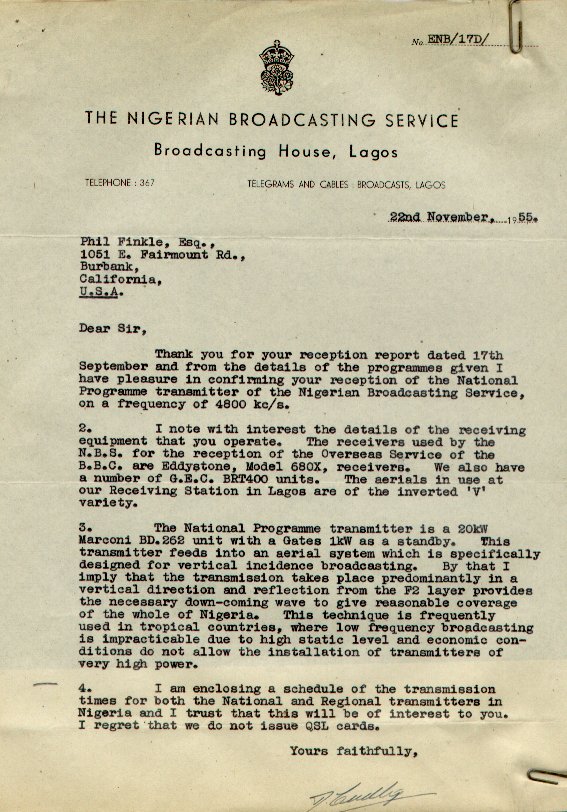 No. ENB/17D/
THE NIGERIAN BROADCASTING SERVICE
Broadcasting House, Lagos
TELEPHONE : 367 TELEGRAMS AND CABLES : BROADCASTS, LAGOS
22nd November, 1955.
Phil Finkle, Esq.,
1051 E. Fairmount Rd.,
Burbank,
California,
U.S.A.
Dear Sir,
Thank you for your reception report dated 17th
September and from the details of the programmes given I
have pleasure in confirming your reception of the National
Programme transmitter of the Nigerian Broadcasting Service,
on a frequency of 4800 kc/s.
2. I note with interest the details of the receiving
equipment that you operate. The receivers used by the
N.B.S. for the reception of the Overseas Service of the
B.B.C. are Eddystone, Model 680X, receivers. We also have
a number of G.E.C. BRT400 units. The aerials in use at
our Receiving Station in Lagos are of the inverted 'V'
variety.
3. The National Programme transmitter is a 20kW
Marconi BD.262 unit with a Gates 1kW as a standby. This
transmitter feeds into an aerial system which is specifically
designed for vertical incidence broadcasting. By that I
imply that the transmission takes place predominantly in a
vertical direction and reflection from the F2 layer provides
the necessary down-coming wave to give reasonable coverage
of the whole of Nigeria. This technique is frequently
used in tropical countries, where low frequency broadcasting
is impracticable due to high static level and economic con-
ditions do not allow the installation of transmitters of
very high power.
4. I am enclosing a schedule of the transmission
times for both the National and Regional transmitters in
Nigeria and I trust that this will be of interest to you.
I regret that we do not issue QSL cards.
Yours faithfully,